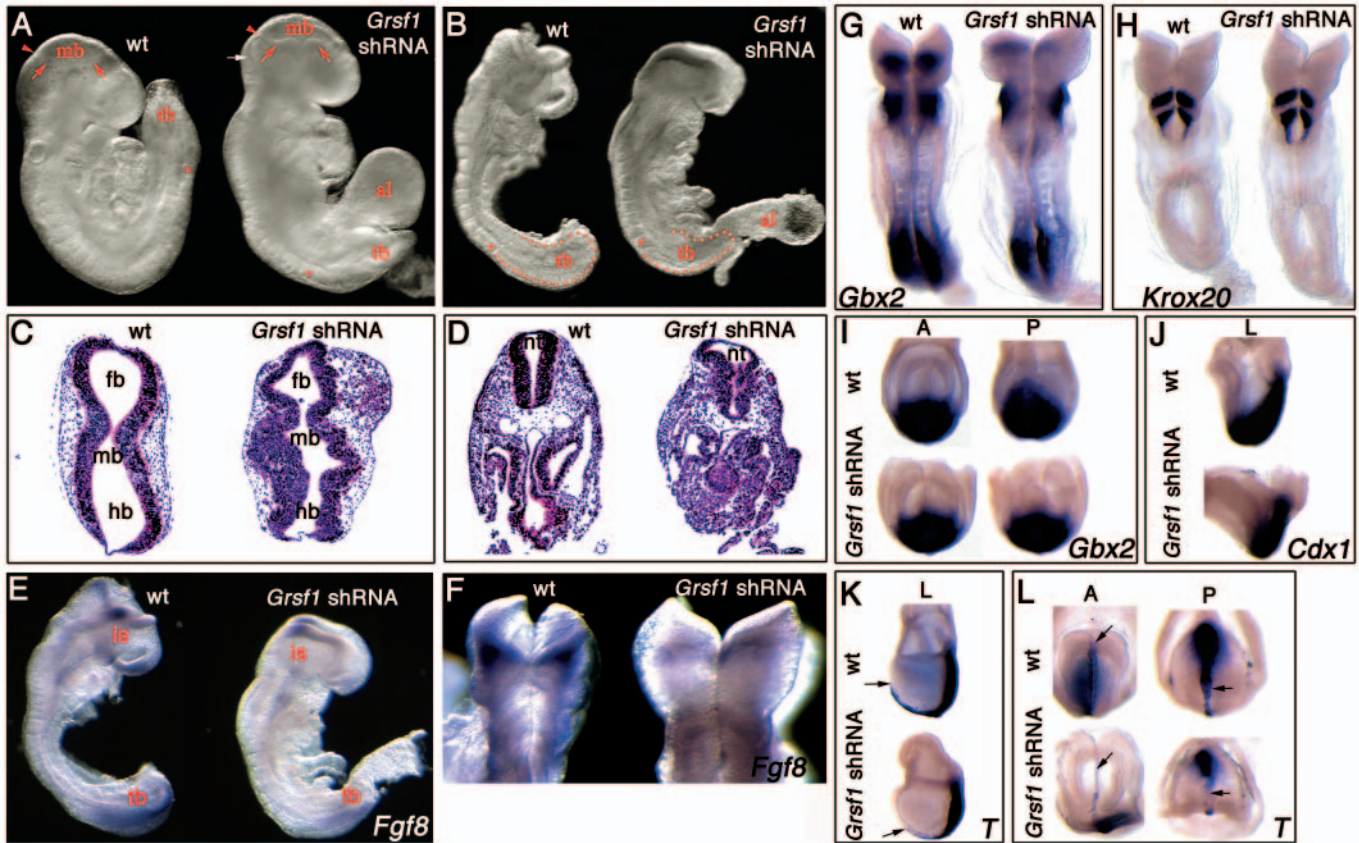 A
mb
wt
tb
*
mb
Grsf1
shRNA
al
tb
*
B
wt
Grsf1
shRNA
*
tb
*
tb
al
C
wt
Grsf1 shRNA
fb
mb
hb
fb
*
mb
hb
D
wt
Grsf1 shRNA
nt
nt
E
wt
Grsf1 shRNA
is
tb
is
tb
Fgf8
F
wt
Grsf1 shRNA
Fgf8
G
wt
Grsf1 shRNA
Gbx2
H
wt
Grsf1 shRNA
Krox20
I
A
P
wt
Grsf1 shRNA
Gbx2
J
L
wt
Grsf1 shRNA
Cdx1
K
L
wt
Grsf1 shRNA
T
L
A
P
wt
Grsf1 shRNA
T